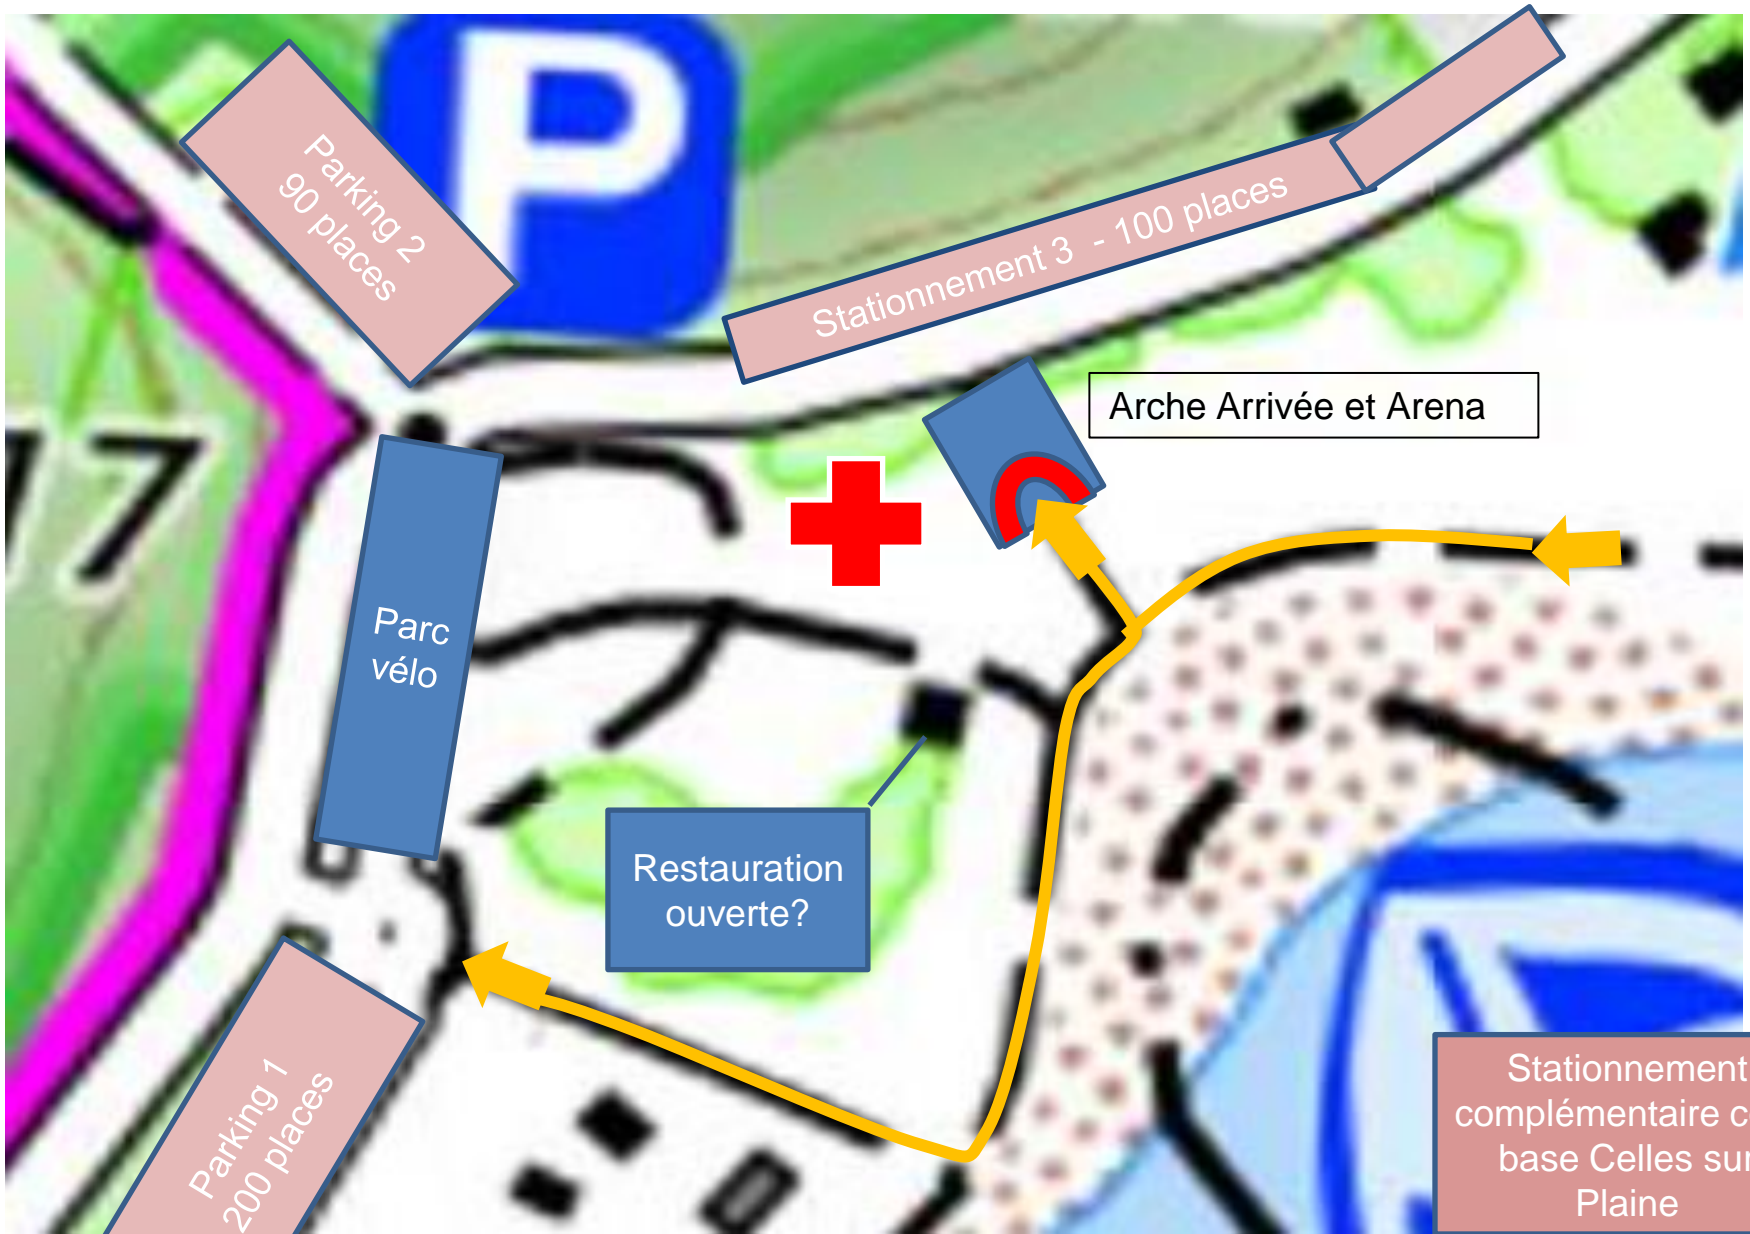 P
Parking 2
90 places
Stationnement 3 - 100 places
Arche Arrivée et Arena
17
Parc
vélo
Restauration
ouverte?
Parking 1
200 places
Stationnement
complémentaire
base Celles sur
Plaine